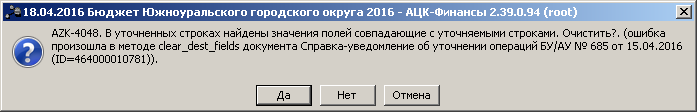 18.04.2016 Бюджет Южноуральского городского округа 2016 - АЦК-Финансы 2.39.0.94 (root)
AZK-4048. В уточненных строках найдены значения полей совпадающие с уточняемыми строками. Очистить?. (ошибка
произошла в методе clear_dest_fields документа Справка-уведомление об уточнении операций БУ/АУ № 685 от 15.04.2016
(ID=464000010781)).
Да Нет Отмена